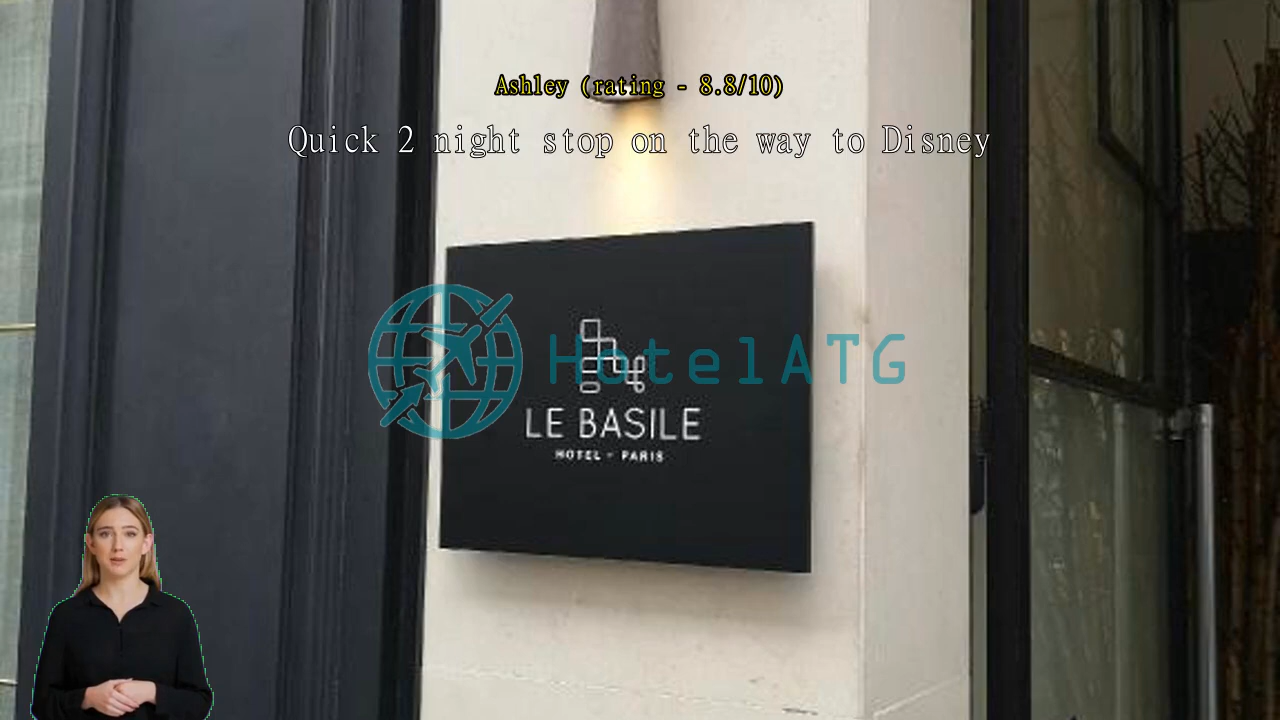 Ashley (rating - 8.8/10)
Quick 2 night stop on the way to Disney
HotelATG
LE BASILE
HOTEL - PARIS